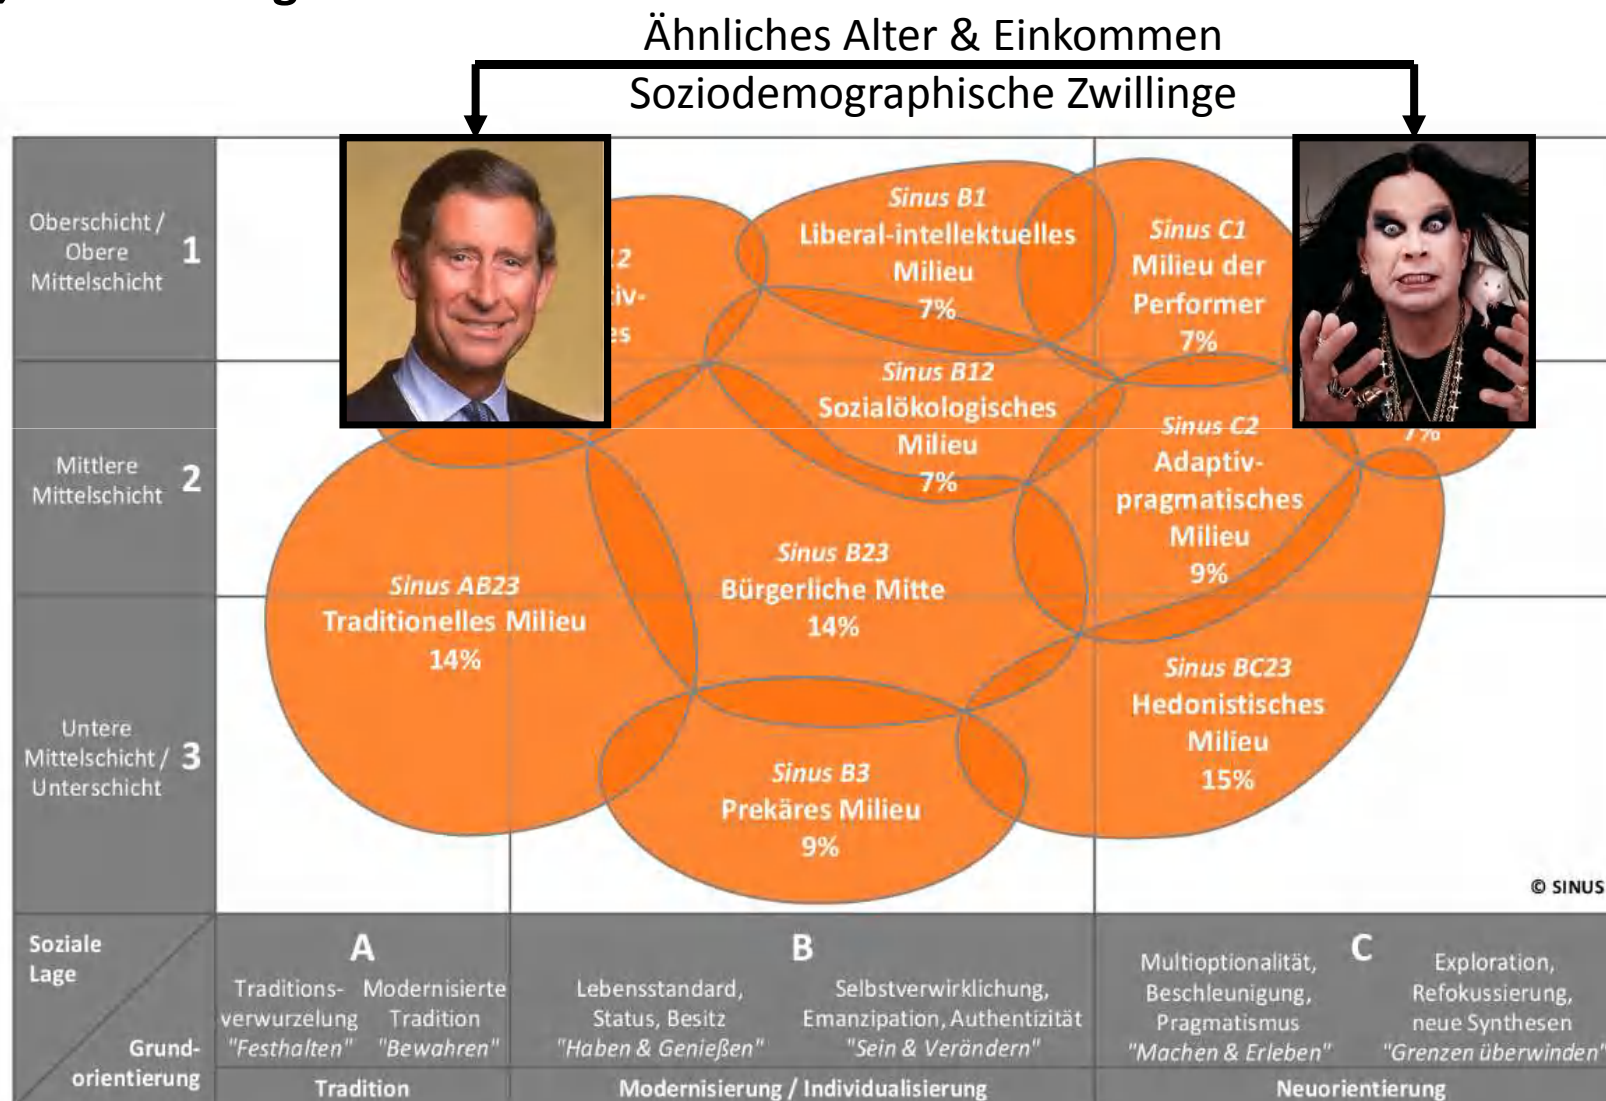 Ähnliches Alter & Einkommen
Soziodemographische Zwillinge
Oberschicht /
Obere
Mittelschicht
1
Sinus B1
Liberal-intellektuelles
Milieu
7%
Sinus C1
Milieu der
Performer
7%
Mittlere
Mittelschicht
2
Sinus B12
Sozialökologisches
Milieu
7%
Sinus C2
Adaptiv-
pragmatisches
Milieu
9%
7%
Sinus AB23
Traditionelles Milieu
14%
Sinus B23
Bürgerliche Mitte
14%
Untere
Mittelschicht /
Unterschicht
3
Sinus B3
Prekäres Milieu
9%
Sinus BC23
Hedonistisches
Milieu
15%
© SINUS
Soziale
Lage
Grund-
orientierung
A
Traditions-
verwurzelung
"Festhalten"
Modernisierte
Tradition
"Bewahren"
Tradition
B
Lebensstandard,
Status, Besitz
"Haben & Genießen"
Selbstverwirklichung,
Emanzipation, Authentizität
"Sein & Verändern"
Modernisierung / Individualisierung
C
Multioptionalität,
Beschleunigung,
Pragmatismus
"Machen & Erleben"
Exploration,
Refokussierung,
neue Synthesen
"Grenzen überwinden"
Neuorientierung